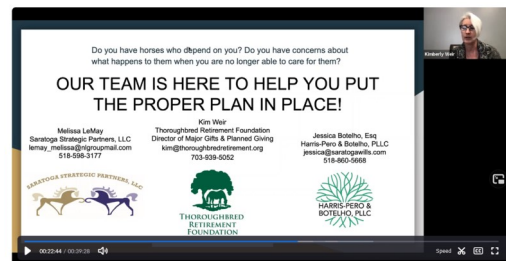 Do you have horses who depend on you? Do you have concerns about
what happens to them when you are no longer able to care for them?
Kimberly Weir
OUR TEAM IS HERE TO HELP YOU PUT
THE PROPER PLAN IN PLACE!
Melissa LeMay
Saratoga Strategic Partners, LLC
lemay_melissa@nlgroupmail.com
518-598-3177
Kim Weir
Thoroughbred Retirement Foundation
Director of Major Gifts & Planned Giving
kim@thoroughbredretirement.org
703-939-5052
Jessica Botelho, Esq
Harris-Pero & Botelho, PLLC
jessica@saratogawills.com
518-860-5668
SARATOGA STRATEGIC PARTNERS, LLC
THOROUGHBRED
RETIREMENT
FOUNDATION
HARRIS-PERO &
BOTELHO, PLLC
00:22:44 / 00:39:28
Speed
CC